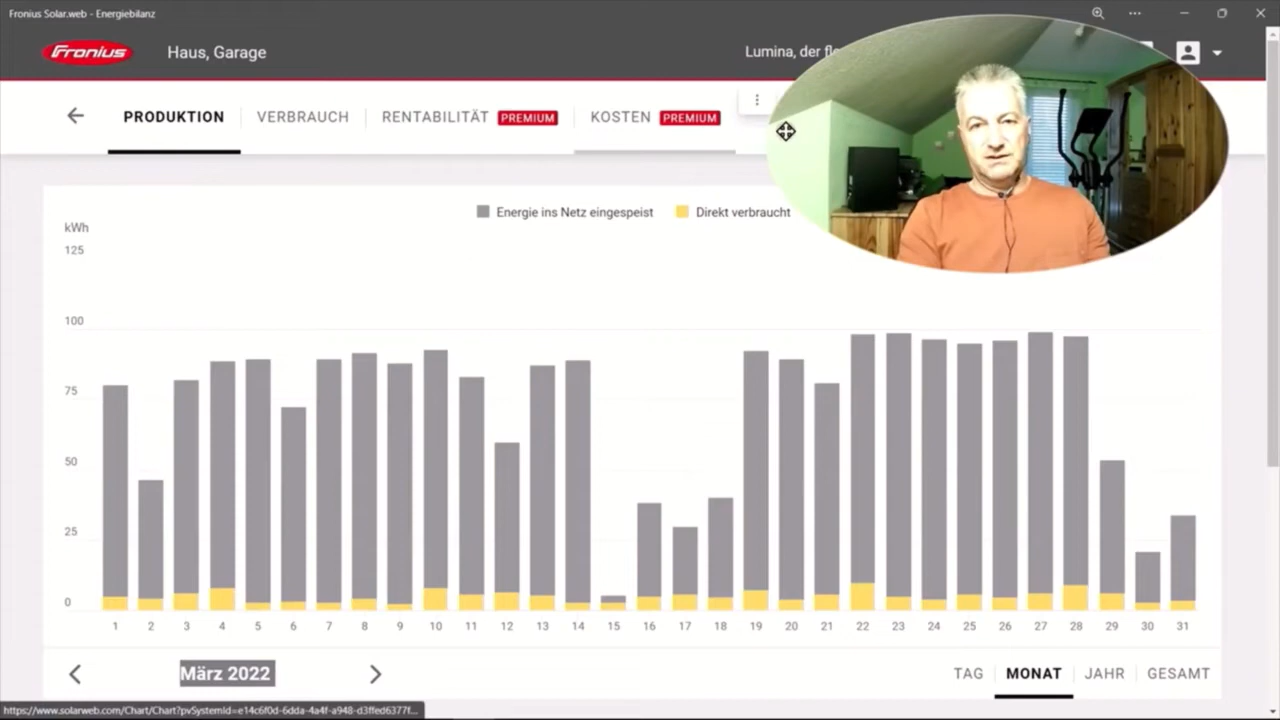 Fronius Solar.web - Energiebilanz
Fronius
Haus, Garage
Lumina, der
PRODUKTION
VERBRAUCH
RENTABILITÄT PREMIUM
KOSTEN PREMIUM
Energie ins Netz eingespeist
Direkt verbraucht
kWh
125
100
75
50
25
0
1 2 3 4 5 6 7 8 9 10 11 12 13 14 15 16 17 18 19 20 21 22 23 24 25 26 27 28 29 30 31
März 2022
TAG MONAT JAHR GESAMT
https://www.solarweb.com/Chart/Chart?pvSystemId=e14c6f0d-6dda-4a4f-a948-d3ffed6377f...